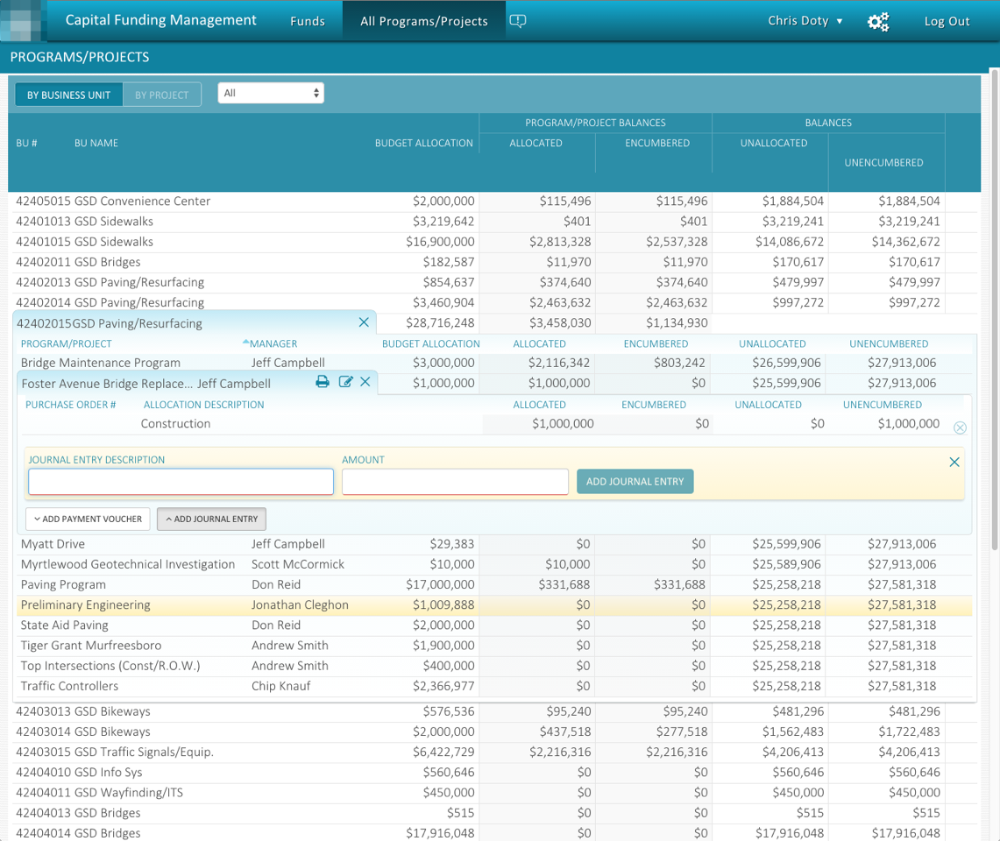 Capital Funding Management Funds All Programs/Projects Chris Doty Log Out
PROGRAMS/PROJECTS
BY BUSINESS UNIT BY PROJECT All
PROGRAM/PROJECT BALANCES BALANCES
BU # BU NAME BUDGET ALLOCATION ALLOCATED ENCUMBERED UNALLOCATED
UNENCUMBERED
42405015 GSD Convenience Center $2,000,000 $115,496 $115,496 $1,884,504 $1,884,504
42401013 GSD Sidewalks $3,219,642 $401 $401 $3,219,241 $3,219,241
42401015 GSD Sidewalks $16,900,000 $2,813,328 $2,537,328 $14,086,672 $14,362,672
42402011 GSD Bridges $182,587 $11,970 $11,970 $170,617 $170,617
42402013 GSD Paving/Resurfacing $854,637 $374,640 $374,640 $479,997 $479,997
42402014 GSD Paving/Resurfacing $3,460,904 $2,463,632 $2,463,632 $997,272 $997,272
42402015GSD Paving/Resurfacing $28,716,248 $3,458,030 $1,134,930
PROGRAM/PROJECT MANAGER BUDGET ALLOCATION ALLOCATED ENCUMBERED UNALLOCATED UNENCUMBERED
Bridge Maintenance Program Jeff Campbell $3,000,000 $2,116,342 $803,242 $26,599,906 $27,913,006
Foster Avenue Bridge Replace... Jeff Campbell $1,000,000 $1,000,000 $0 $25,599,906 $27,913,006
PURCHASE ORDER # ALLOCATION DESCRIPTION ALLOCATED ENCUMBERED UNALLOCATED UNENCUMBERED
Construction $1,000,000 $0 $0 $1,000,000
JOURNAL ENTRY DESCRIPTION AMOUNT
ADD JOURNAL ENTRY
ADD PAYMENT VOUCHER ADD JOURNAL ENTRY
Myatt Drive Jeff Campbell $29,383 $0 $0 $25,599,906 $27,913,006
Myrtlewood Geotechnical Investigation Scott McCormick $10,000 $10,000 $0 $25,589,906 $27,913,006
Paving Program Don Reid $17,000,000 $331,688 $331,688 $25,258,218 $27,581,318
Preliminary Engineering Jonathan Cleghon $1,009,888 $0 $0 $25,258,218 $27,581,318
State Aid Paving Don Reid $2,000,000 $0 $0 $25,258,218 $27,581,318
Tiger Grant Murfreesboro Andrew Smith $1,900,000 $0 $0 $25,258,218 $27,581,318
Top Intersections (Const/R.O.W.) Andrew Smith $400,000 $0 $0 $25,258,218 $27,581,318
Traffic Controllers Chip Knauf $2,366,977 $0 $0 $25,258,218 $27,581,318
42403013 GSD Bikeways $576,536 $95,240 $95,240 $481,296 $481,296
42403014 GSD Bikeways $2,000,000 $437,518 $277,518 $1,562,483 $1,722,483
42403015 GSD Traffic Signals/Equip. $6,422,729 $2,216,316 $2,216,316 $4,206,413 $4,206,413
42404010 GSD Info Sys $560,646 $0 $0 $560,646 $560,646
42404011 GSD Wayfinding/ITS $450,000 $0 $0 $450,000 $450,000
42404013 GSD Bridges $515 $0 $0 $515 $515
42404014 GSD Bridges $17,916,048 $0 $0 $17,916,048 $17,916,048